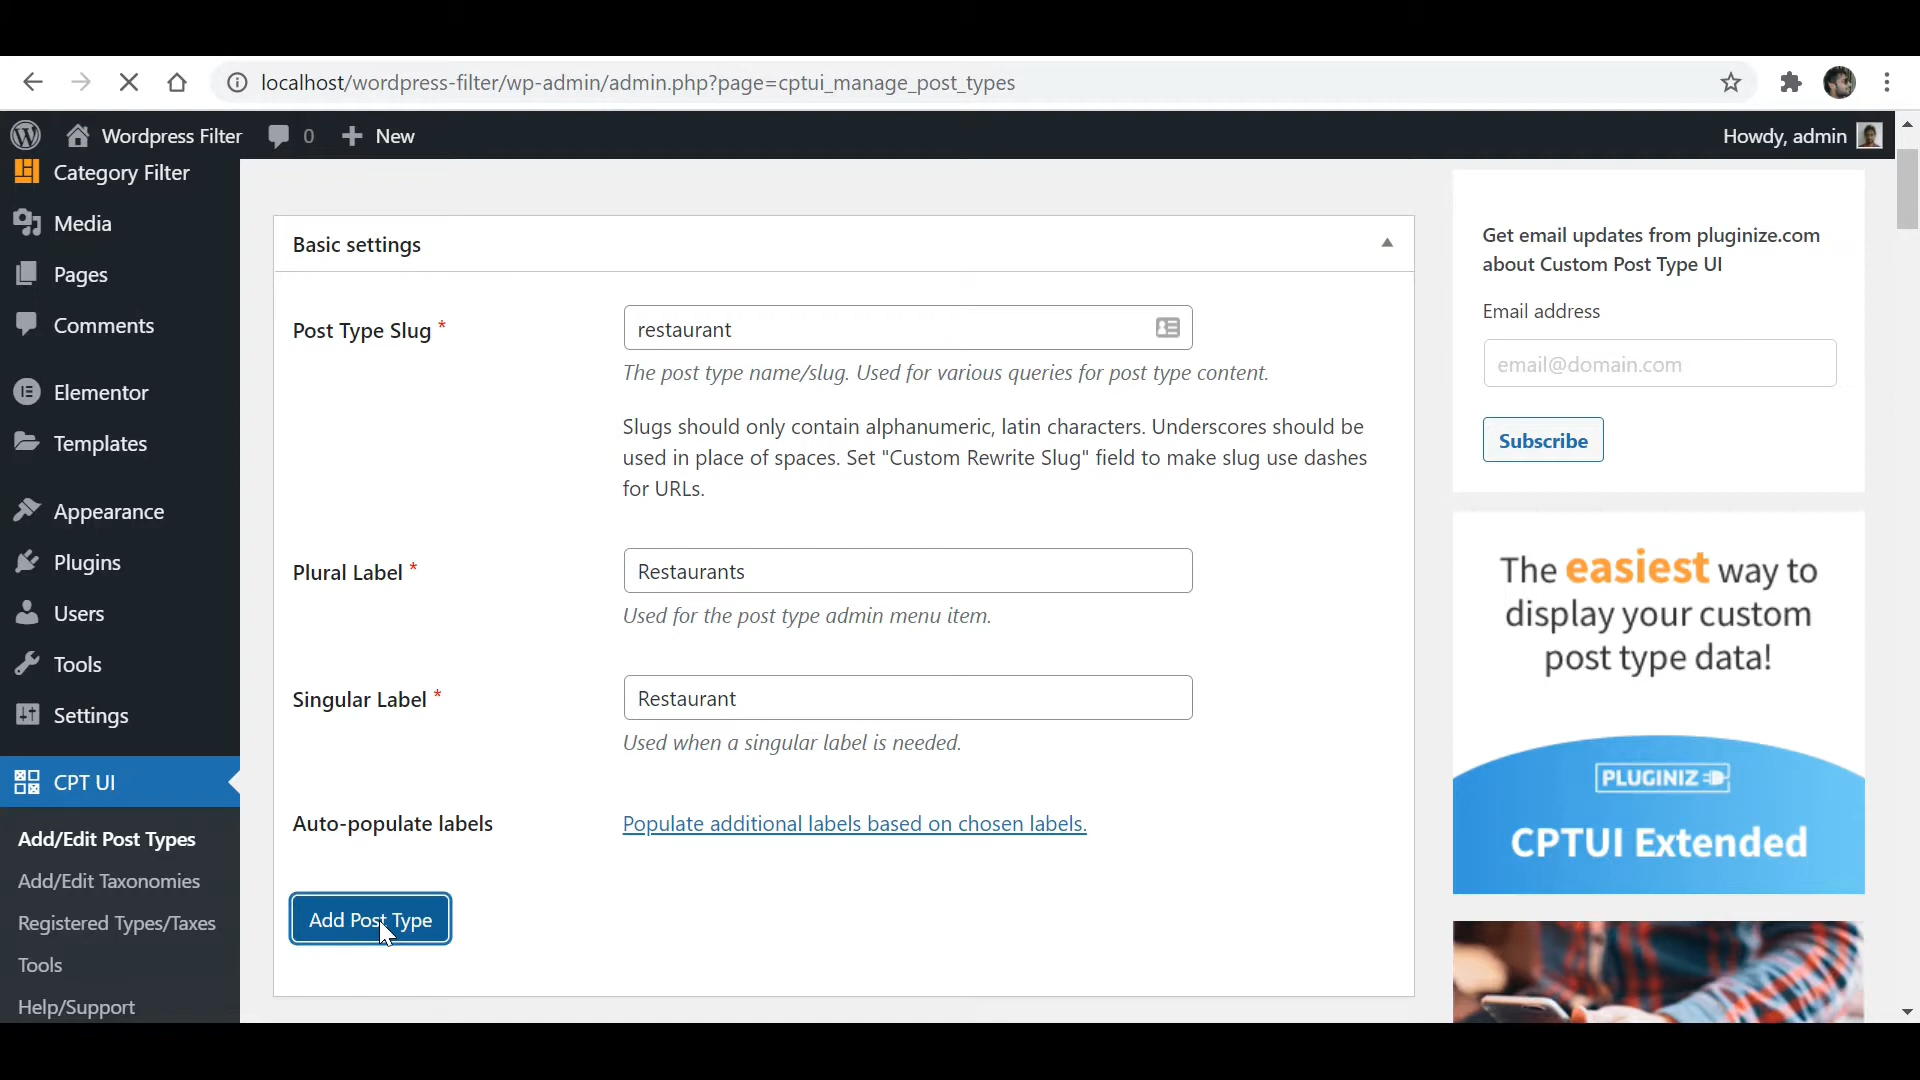 localhost/wordpress-filter/wp-admin/admin.php?page=cptui_manage_post_types
Wordpress Filter
0
New
Howdy, admin
Category Filter
Media
Pages
Comments
Elementor
Templates
Appearance
Plugins
Users
Tools
Settings
CPT UI
Add/Edit Post Types
Add/Edit Taxonomies
Registered Types/Taxes
Tools
Help/Support
Basic settings
Post Type Slug *
restaurant
The post type name/slug. Used for various queries for post type content.
Slugs should only contain alphanumeric, latin characters. Underscores should be
used in place of spaces. Set "Custom Rewrite Slug" field to make slug use dashes
for URLs.
Plural Label *
Restaurants
Used for the post type admin menu item.
Singular Label *
Restaurant
Used when a singular label is needed.
Auto-populate labels
Populate additional labels based on chosen labels.
Add Post Type
Get email updates from pluginize.com
about Custom Post Type UI
Email address
email@domain.com
Subscribe
The easiest way to
display your custom
post type data!
PLUGINIZ
CPTUI Extended